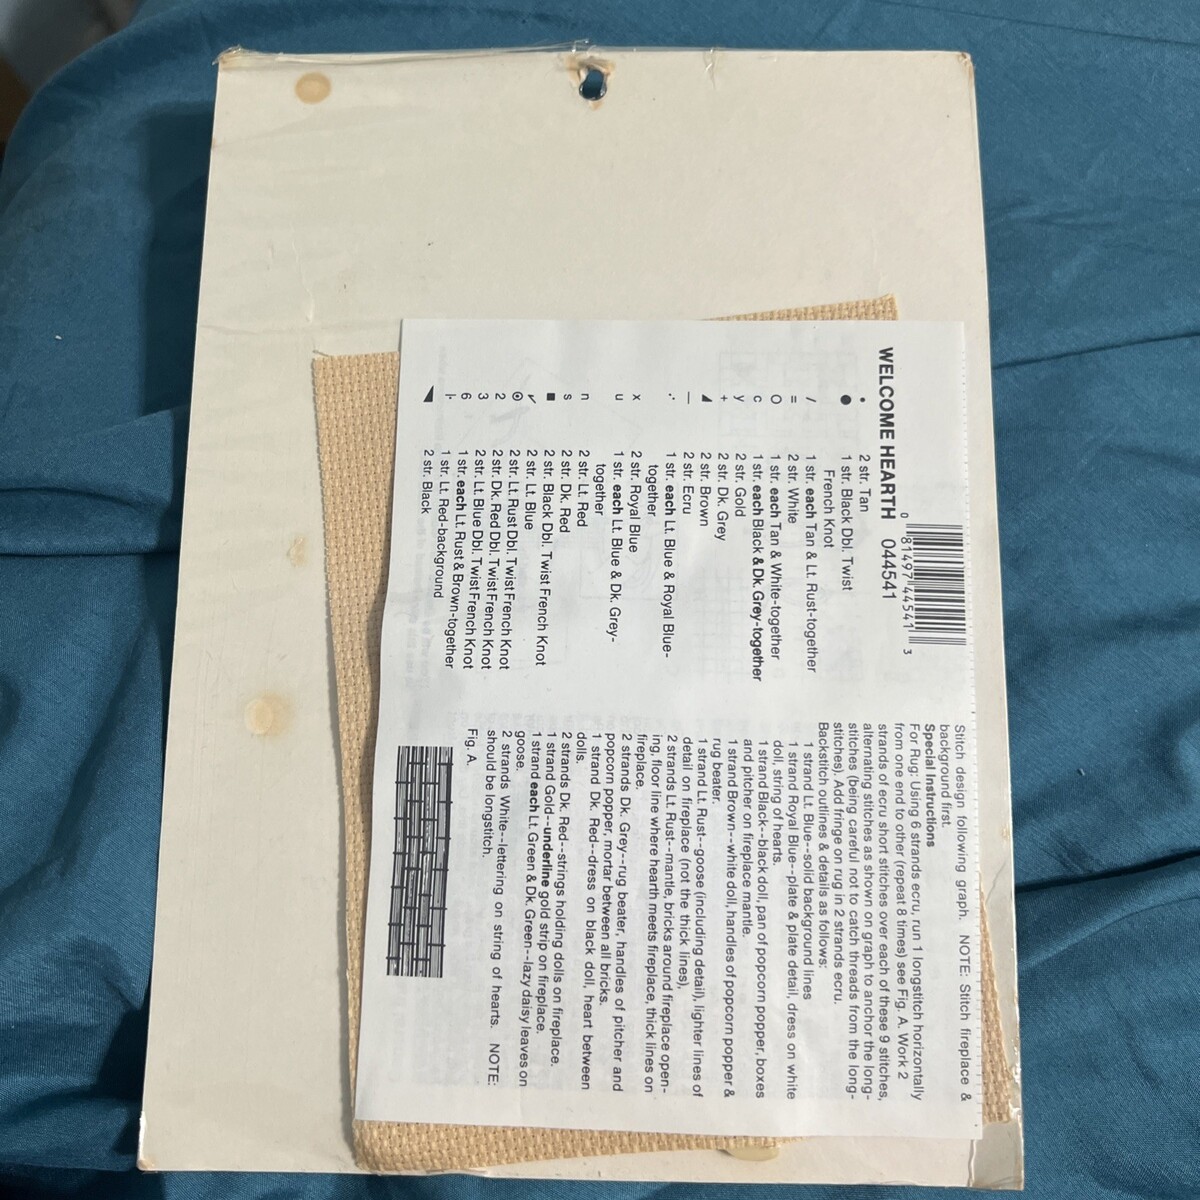 WELCOME HEARTH 044541
0 81497 44541 3
• 2 str. Tan
● 1 str. Black Dbl. Twist
French Knot
/ 1 str. each Tan & Lt. Rust-together
= 2 str. White
O 1 str. each Tan & White-together
c 1 str. each Black & Dk. Grey-together
y 2 str. Gold
+ 2 str. Dk. Grey
◢ 2 str. Brown
— 2 str. Ecru
∴ 1 str. each Lt. Blue & Royal Blue-
together
x 2 str. Royal Blue
u 1 str. each Lt. Blue & Dk. Grey-
together
n 2 str. Lt. Red
s 2 str. Dk. Red
■ 2 str. Black Dbl. Twist French Knot
✓ 2 str. Lt. Blue
⊙ 2 str. Lt. Rust Dbl. Twist French Knot
2 2 str. Dk. Red Dbl. Twist French Knot
3 2 str. Lt. Blue Dbl. Twist French Knot
6 1 str. each Lt. Rust & Brown-together
⊦ 1 str. Lt. Red-background
◥ 2 str. Black
Stitch design following graph. NOTE: Stitch fireplace &
background first.
Special Instructions
For Rug: Using 6 strands ecru, run 1 longstitch horizontally
from one end to other (repeat 8 times) see Fig. A. Work 2
strands of ecru short stitches over each of these 9 stitches,
alternating stitches as shown on graph to anchor the long-
stitches (being careful not to catch threads from the long-
stitches). Add fringe on rug in 2 strands ecru.
Backstitch outlines & details as follows:
1 strand Lt. Blue--solid background lines
1 strand Royal Blue--plate & plate detail, dress on white
doll, string of hearts.
1 strand Black--black doll, pan of popcorn popper, boxes
and pitcher on fireplace mantle.
1 strand Brown--white doll, handles of popcorn popper &
rug beater.
1 strand Lt. Rust--goose (including detail), lighter lines of
detail on fireplace (not the thick lines),
2 strands Lt. Rust--mantle, bricks around fireplace open-
ing, floor line where hearth meets fireplace, thick lines on
fireplace.
2 strands Dk. Grey--rug beater, handles of pitcher and
popcorn popper, mortar between all bricks.
1 strand Dk. Red--dress on black doll, heart between
dolls.
2 strands Dk. Red--strings holding dolls on fireplace.
1 strand Gold--underline gold strip on fireplace.
1 strand each Lt. Green & Dk. Green--lazy daisy leaves on
goose.
2 strands White--lettering on string of hearts. NOTE:
should be longstitch.
Fig. A.